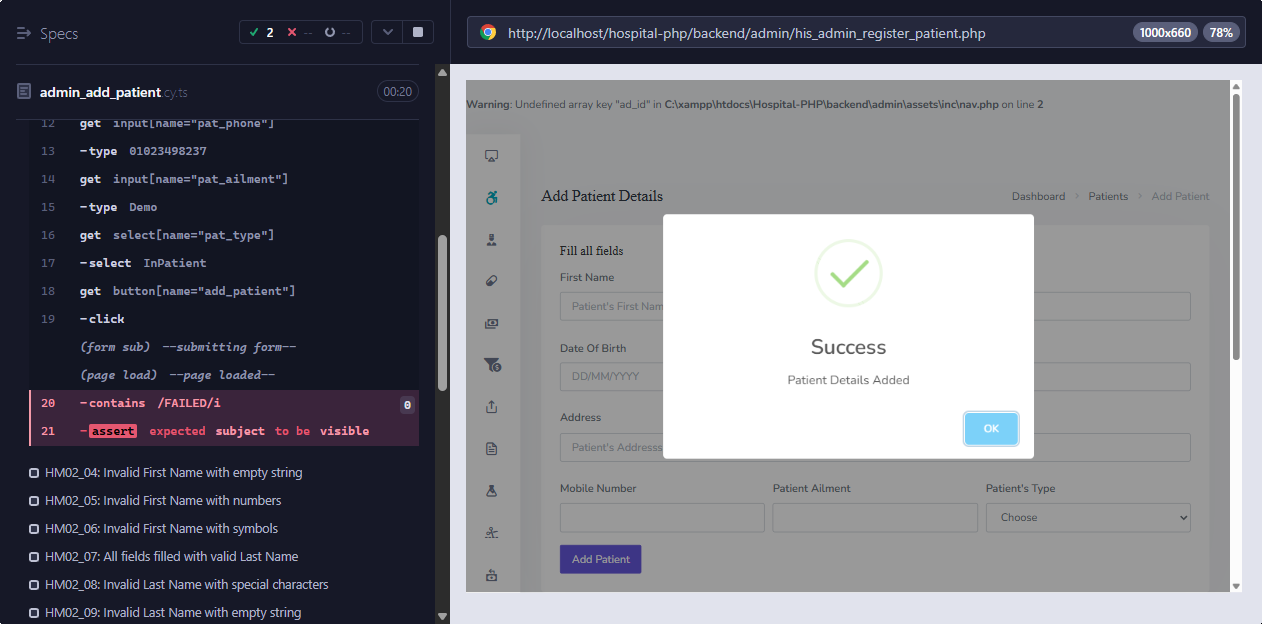 Specs
2 -- --
http://localhost/hospital-php/backend/admin/his_admin_register_patient.php 1000x660 78%
admin_add_patient.cy.ts 00:20
12 get input[name="pat_phone"]
13 -type 01023498237
14 get input[name="pat_ailment"]
15 -type Demo
16 get select[name="pat_type"]
17 -select InPatient
18 get button[name="add_patient"]
19 -click
(form sub) --submitting form--
(page load) --page loaded--
20 -contains /FAILED/i 0
21 -assert expected subject to be visible
HM02_04: Invalid First Name with empty string
HM02_05: Invalid First Name with numbers
HM02_06: Invalid First Name with symbols
HM02_07: All fields filled with valid Last Name
HM02_08: Invalid Last Name with special characters
HM02_09: Invalid Last Name with empty string
Warning: Undefined array key "ad_id" in C:\xampp\htdocs\Hospital-PHP\backend\admin\assets\inc\nav.php on line 2
Add Patient Details
Dashboard > Patients > Add Patient
Fill all fields
First Name
Patient's First Nam
Date Of Birth
DD/MM/YYYY
Address
Patient's Addresss
Success
Patient Details Added
OK
Mobile Number Patient Ailment Patient's Type
Choose
Add Patient